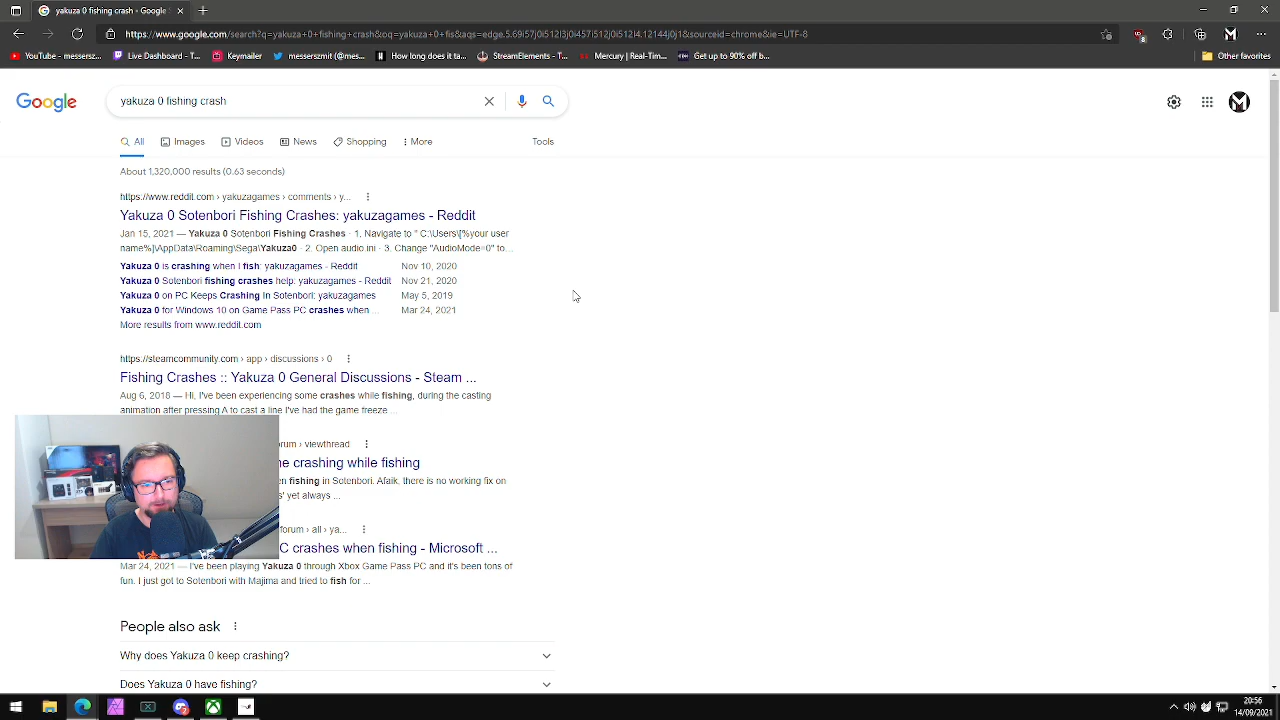 yakuza 0 fishing crash - Google S
https://www.google.com/search?q=yakuza+0+fishing+crash&oq=yakuza+0+fis&aqs=edge.5.69i57j0i512l3j0i457i512j0i512l4.12144j0j1&sourceid=chrome&ie=UTF-8
YouTube - messersz... Live Dashboard - T... Keymailer messerszmit (@mes... How long does it ta... StreamElements - T... Mercury | Real-Tim... Get up to 90% off b... Other favorites
Google yakuza 0 fishing crash
All Images Videos News Shopping More Tools
About 1,320,000 results (0.63 seconds)
https://www.reddit.com › yakuzagames › comments › y...
Yakuza 0 Sotenbori Fishing Crashes: yakuzagames - Reddit
Jan 15, 2021 — Yakuza 0 Sotenbori Fishing Crashes · 1. Navigate to " C:\Users\[%your user
name%]\AppData\Roaming\Sega\Yakuza0 · 2. Open audio.ini · 3. Change "AudioMode=0" to...
Yakuza 0 is crashing when I fish: yakuzagames - Reddit Nov 10, 2020
Yakuza 0 Sotenbori fishing crashes help: yakuzagames - Reddit Nov 21, 2020
Yakuza 0 on PC Keeps Crashing In Sotenbori: yakuzagames May 5, 2019
Yakuza 0 for Windows 10 on Game Pass PC crashes when ... Mar 24, 2021
More results from www.reddit.com
https://steamcommunity.com › app › discussions › 0
Fishing Crashes :: Yakuza 0 General Discussions - Steam ...
Aug 6, 2018 — Hi, I've been experiencing some crashes while fishing, during the casting
animation after pressing A to cast a line I've had the game freeze ...
orum › viewthread
ne crashing while fishing
en fishing in Sotenbori. Afaik, there is no working fix on
s' yet always ...
forum › all › ya...
C crashes when fishing - Microsoft ...
Mar 24, 2021 — I've been playing Yakuza 0 through Xbox Game Pass PC and it's been tons of
fun. I just got to Sotenbori with Majima and tried to fish for ...
People also ask
Why does Yakuza 0 keep crashing?
Does Yakuza 0 have fishing?
20:56
14/09/2021